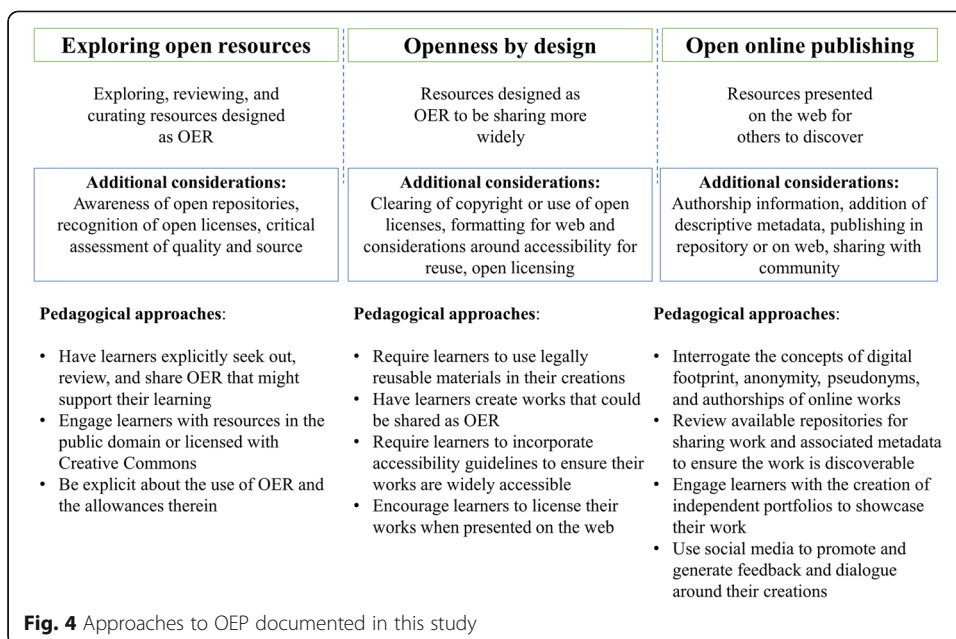 Exploring open resources
Exploring, reviewing, and
curating resources designed
as OER
Additional considerations:
Awareness of open repositories,
recognition of open licenses, critical
assessment of quality and source
Pedagogical approaches:
• Have learners explicitly seek out,
review, and share OER that might
support their learning
• Engage learners with resources in the
public domain or licensed with
Creative Commons
• Be explicit about the use of OER and
the allowances therein
Openness by design
Resources designed as
OER to be sharing more
widely
Additional considerations:
Clearing of copyright or use of open
licenses, formatting for web and
considerations around accessibility for
reuse, open licensing
Pedagogical approaches:
• Require learners to use legally
reusable materials in their creations
• Have learners create works that could
be shared as OER
• Require learners to incorporate
accessibility guidelines to ensure their
works are widely accessible
• Encourage learners to license their
works when presented on the web
Open online publishing
Resources presented
on the web for
others to discover
Additional considerations:
Authorship information, addition of
descriptive metadata, publishing in
repository or on web, sharing with
community
Pedagogical approaches:
• Interrogate the concepts of digital
footprint, anonymity, pseudonyms,
and authorships of online works
• Review available repositories for
sharing work and associated metadata
to ensure the work is discoverable
• Engage learners with the creation of
independent portfolios to showcase
their work
• Use social media to promote and
generate feedback and dialogue
around their creations
Fig. 4 Approaches to OEP documented in this study